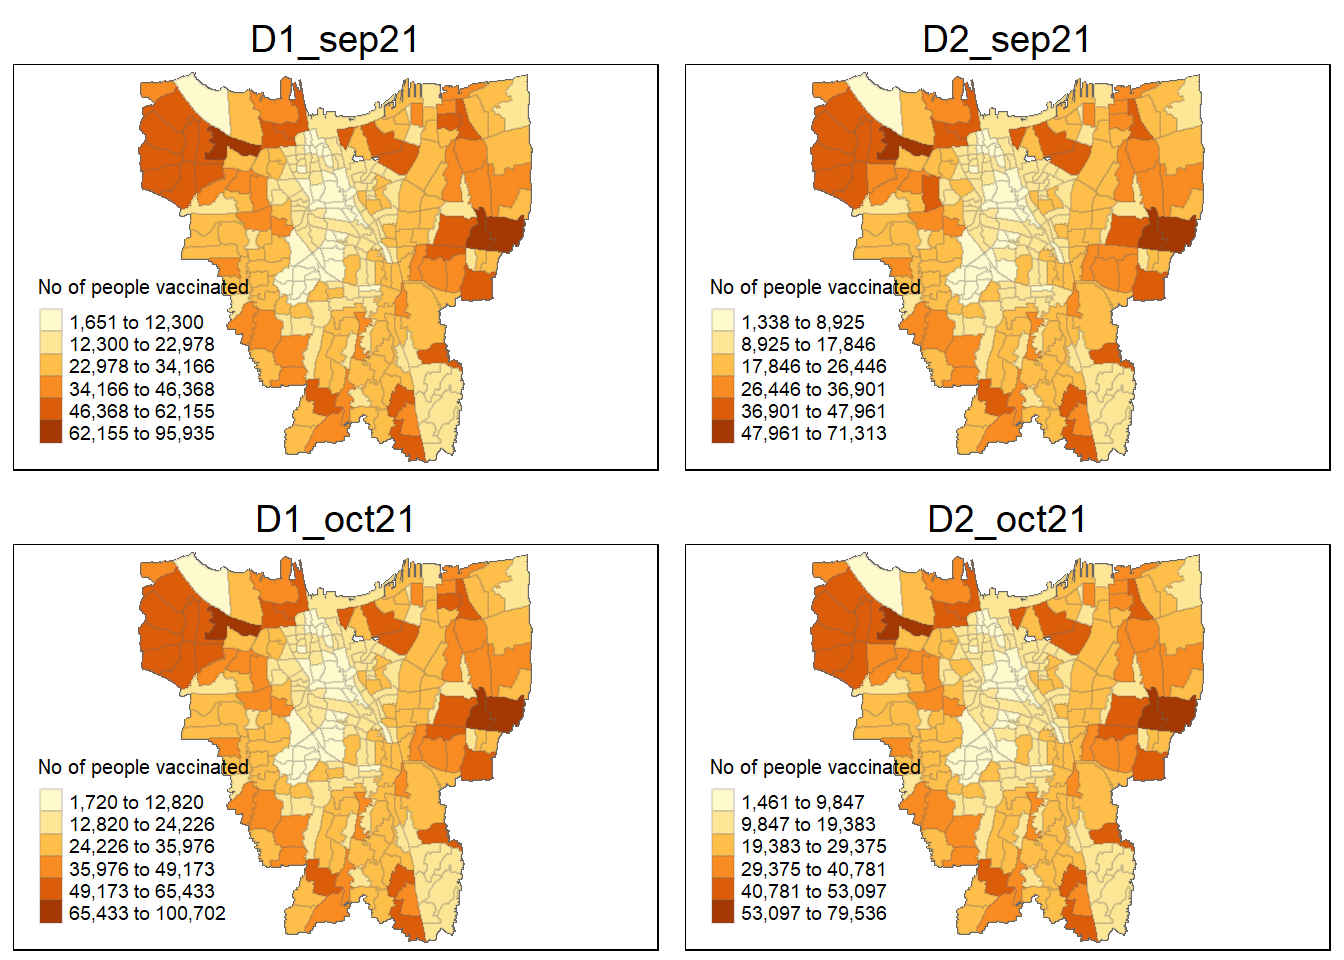 D1_sep21
No of people vaccinated
1,651 to 12,300
12,300 to 22,978
22,978 to 34,166
34,166 to 46,368
46,368 to 62,155
62,155 to 95,935
D2_sep21
No of people vaccinated
1,338 to 8,925
8,925 to 17,846
17,846 to 26,446
26,446 to 36,901
36,901 to 47,961
47,961 to 71,313
D1_oct21
No of people vaccinated
1,720 to 12,820
12,820 to 24,226
24,226 to 35,976
35,976 to 49,173
49,173 to 65,433
65,433 to 100,702
D2_oct21
No of people vaccinated
1,461 to 9,847
9,847 to 19,383
19,383 to 29,375
29,375 to 40,781
40,781 to 53,097
53,097 to 79,536